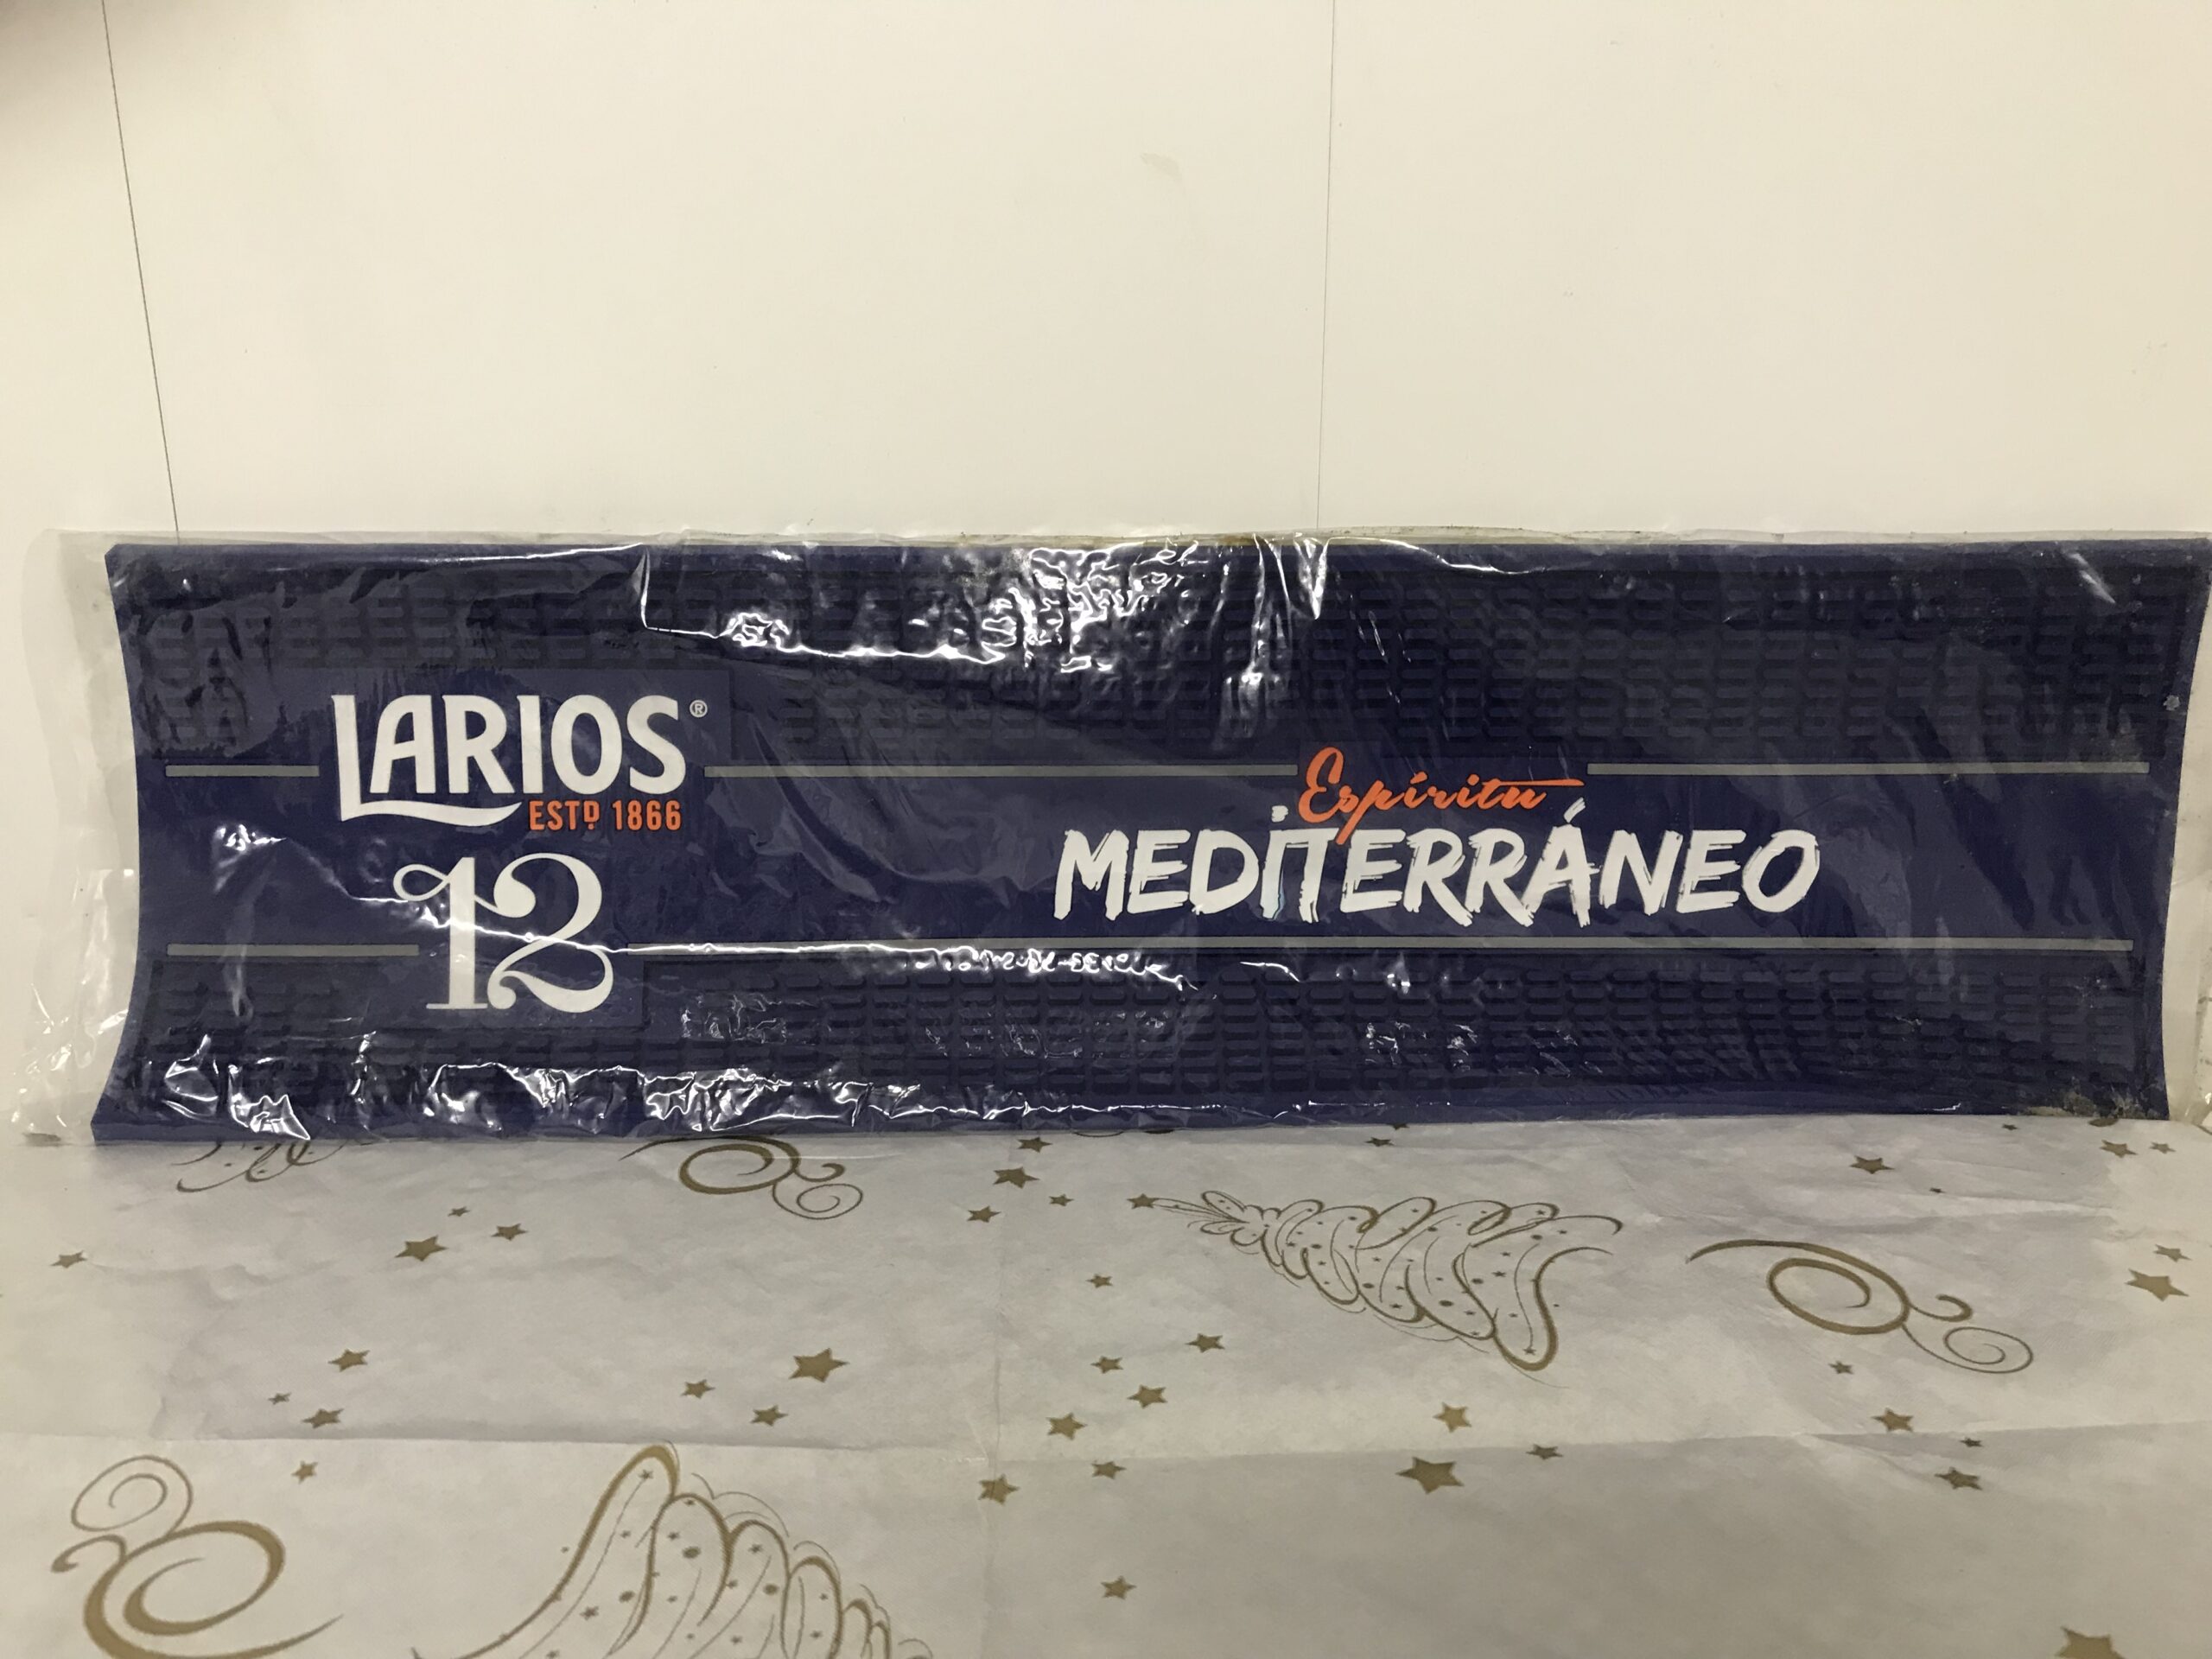 LARIOS®
ESTD 1866
12
Espíritu
MEDITERRÁNEO